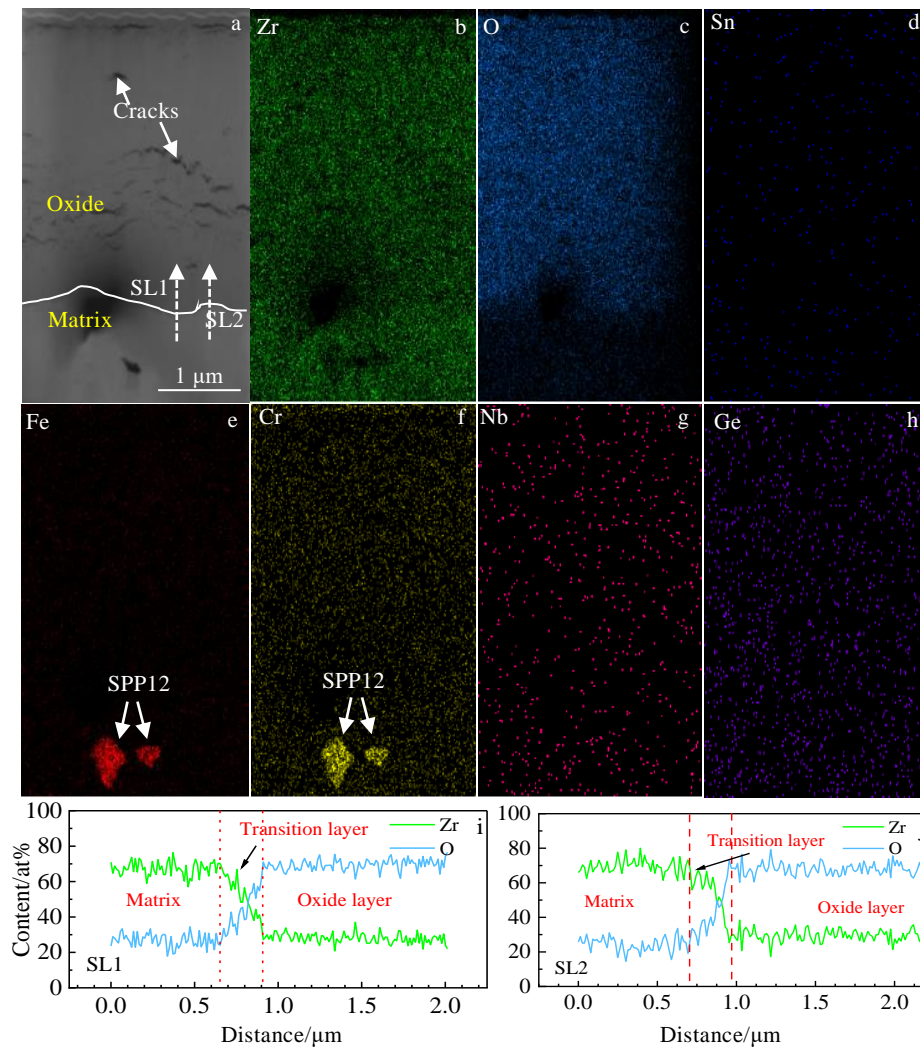 a
Cracks
Oxide
SL1
Matrix
SL2
1 μm
Zr b
O c
Sn d
Fe e
SPP12
Cr f
SPP12
Nb g
Ge h
100
80
60
40
20
0
Content/at%
Transition layer
Zr
O
i
Matrix
Oxide layer
SL1
0.0 0.5 1.0 1.5 2.0
Distance/μm
100
80
60
40
20
0
Transition layer
Zr
O
Matrix
Oxide layer
SL2
0.0 0.5 1.0 1.5 2.0
Distance/μm